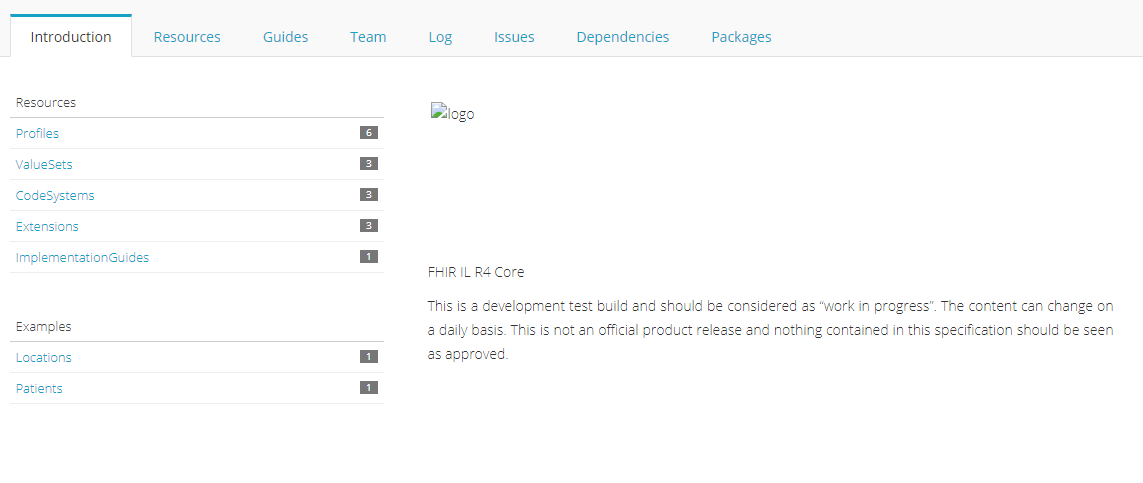 Introduction Resources Guides Team Log Issues Dependencies Packages
Resources
Profiles 6
ValueSets 3
CodeSystems 3
Extensions 3
ImplementationGuides 1
Examples
Locations 1
Patients 1
logo
FHIR IL R4 Core
This is a development test build and should be considered as “work in progress”. The content can change on
a daily basis. This is not an official product release and nothing contained in this specification should be seen
as approved.